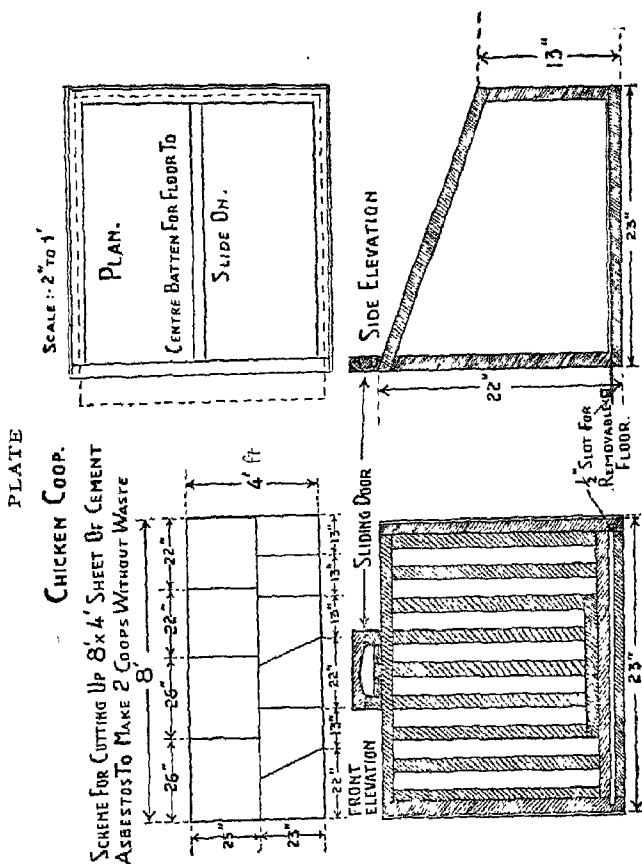 PLATE
CHICKEN COOP.
SCHEME FOR CUTTING UP 8'x4' SHEET OF CEMENT
ASBESTOS TO MAKE 2 COOPS WITHOUT WASTE
8'
26"
26"
22"
22"
25"
23"
4' ft
22"
13"
22"
13"
13"
13"
SCALE:- 2" TO 1'
PLAN.
CENTRE BATTEN FOR FLOOR TO
SLIDE ON.
FRONT
ELEVATION
SLIDING DOOR
23"
SIDE ELEVATION
22"
13"
23"
½" SLOT FOR
REMOVABLE
FLOOR.